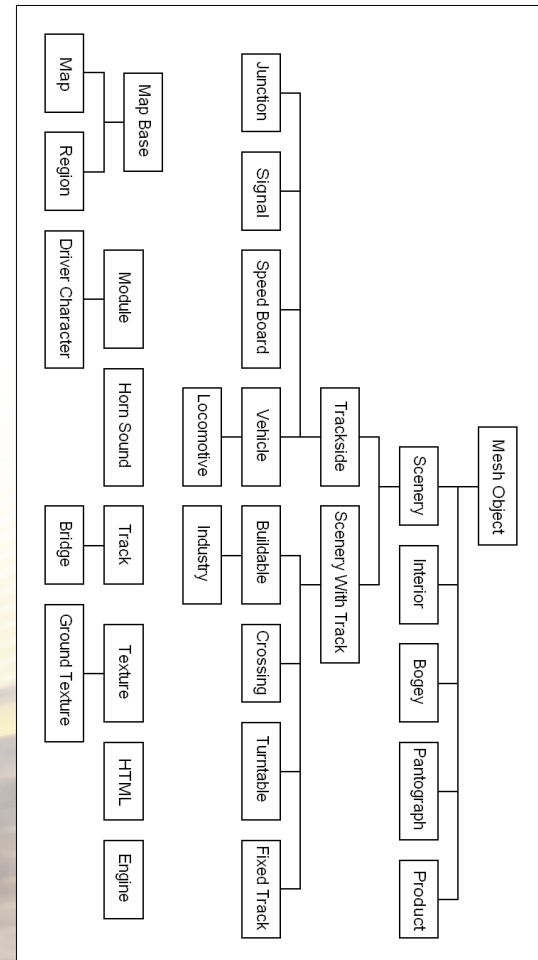 Mesh Object
Scenery
Interior
Bogey
Pantograph
Product
Trackside
Scenery With Track
Junction
Signal
Speed Board
Vehicle
Buildable
Crossing
Turntable
Fixed Track
Locomotive
Industry
Map Base
Module
Horn Sound
Track
Texture
HTML
Engine
Map
Region
Driver Character
Bridge
Ground Texture